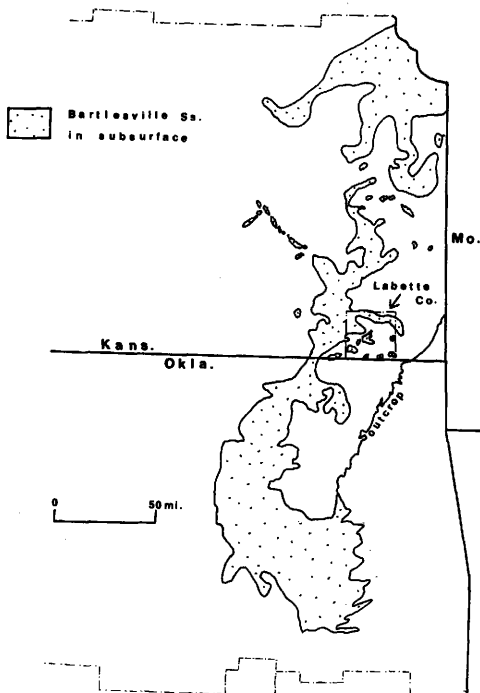 Bartlesville Ss.
in subsurface
Mo.
Labette
Co.
Kans.
Okla.
outcrop
0 50 mi.